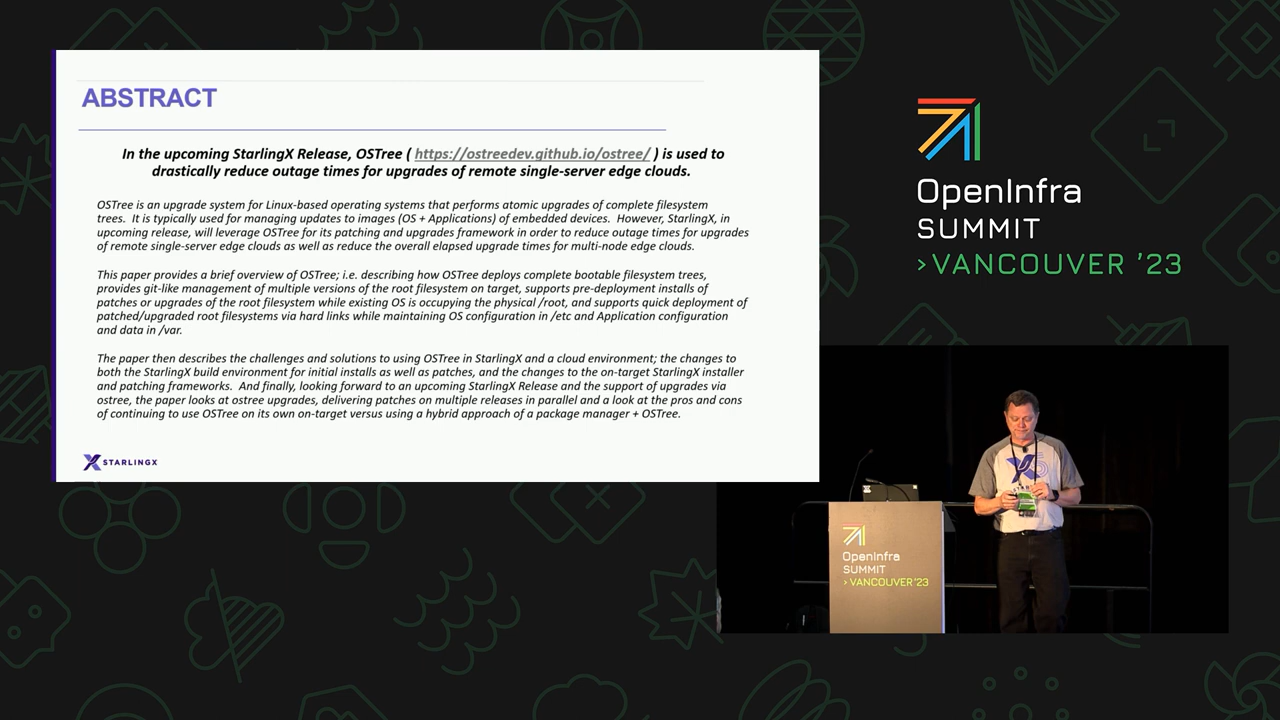 ABSTRACT
In the upcoming StarlingX Release, OSTree ( https://ostreedev.github.io/ostree/ ) is used to
drastically reduce outage times for upgrades of remote single-server edge clouds.
OSTree is an upgrade system for Linux-based operating systems that performs atomic upgrades of complete filesystem
trees.  It is typically used for managing updates to images (OS + Applications) of embedded devices.  However, StarlingX, in
upcoming release, will leverage OSTree for its patching and upgrades framework in order to reduce outage times for upgrades
of remote single-server edge clouds as well as reduce the overall elapsed upgrade times for multi-node edge clouds.
This paper provides a brief overview of OSTree; i.e. describing how OSTree deploys complete bootable filesystem trees,
provides git-like management of multiple versions of the root filesystem on target, supports pre-deployment installs of
patches or upgrades of the root filesystem while existing OS is occupying the physical /root, and supports quick deployment of
patched/upgraded root filesystems via hard links while maintaining OS configuration in /etc and Application configuration
and data in /var.
The paper then describes the challenges and solutions to using OSTree in StarlingX and a cloud environment; the changes to
both the StarlingX build environment for initial installs as well as patches, and the changes to the on-target StarlingX installer
and patching frameworks.  And finally, looking forward to an upcoming StarlingX Release and the support of upgrades via
ostree, the paper looks at ostree upgrades, delivering patches on multiple releases in parallel and a look at the pros and cons
of continuing to use OSTree on its own on-target versus using a hybrid approach of a package manager + OSTree.
STARLINGX
OpenInfra
SUMMIT
>VANCOUVER '23
OpenInfra
SUMMIT
> VANCOUVER '23